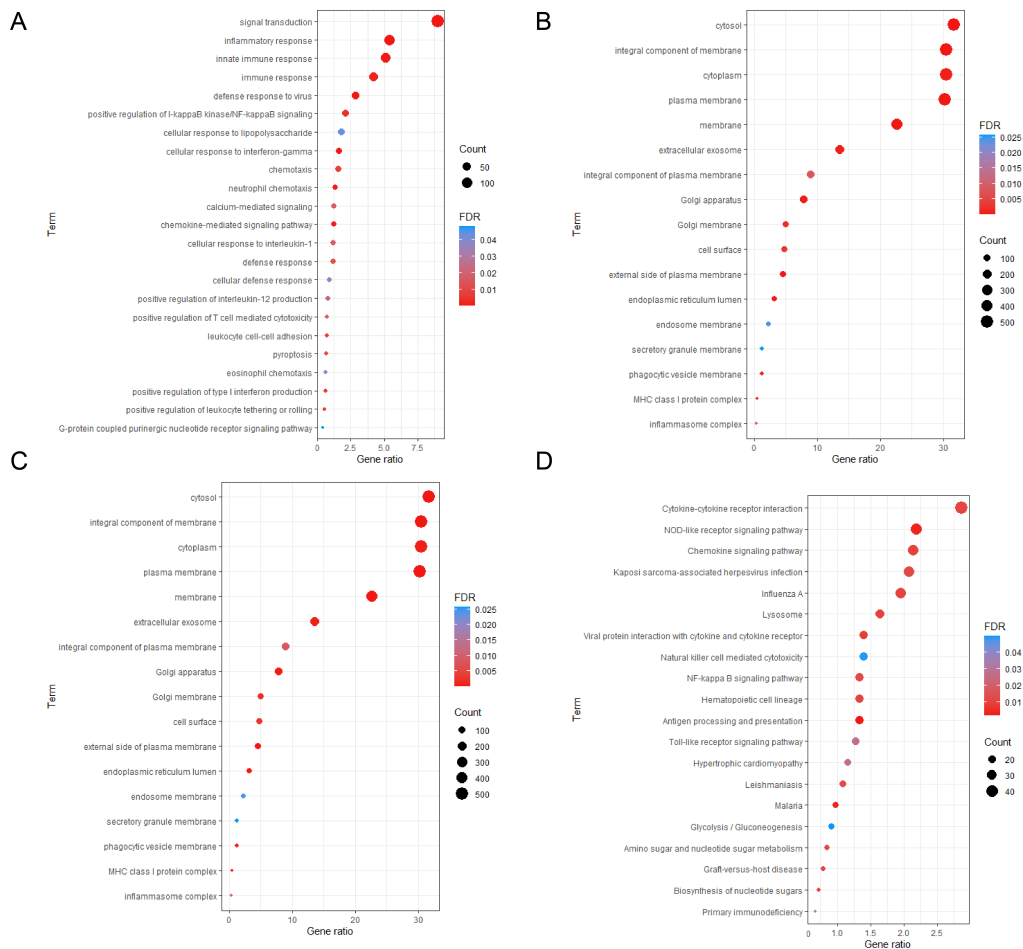 A
signal transduction
inflammatory response
innate immune response
immune response
defense response to virus
positive regulation of I-kappaB kinase/NF-kappaB signaling
cellular response to lipopolysaccharide
cellular response to interferon-gamma
chemotaxis
neutrophil chemotaxis
calcium-mediated signaling
chemokine-mediated signaling pathway
cellular response to interleukin-1
defense response
cellular defense response
positive regulation of interleukin-12 production
positive regulation of T cell mediated cytotoxicity
leukocyte cell-cell adhesion
pyroptosis
eosinophil chemotaxis
positive regulation of type I interferon production
positive regulation of leukocyte tethering or rolling
G-protein coupled purinergic nucleotide receptor signaling pathway
Term
0.0 2.5 5.0 7.5
Gene ratio
Count
50
100
FDR
0.04
0.03
0.02
0.01
B
cytosol
integral component of membrane
cytoplasm
plasma membrane
membrane
extracellular exosome
integral component of plasma membrane
Golgi apparatus
Golgi membrane
cell surface
external side of plasma membrane
endoplasmic reticulum lumen
endosome membrane
secretory granule membrane
phagocytic vesicle membrane
MHC class I protein complex
inflammasome complex
Term
0 10 20 30
Gene ratio
FDR
0.025
0.020
0.015
0.010
0.005
Count
100
200
300
400
500
C
cytosol
integral component of membrane
cytoplasm
plasma membrane
membrane
extracellular exosome
integral component of plasma membrane
Golgi apparatus
Golgi membrane
cell surface
external side of plasma membrane
endoplasmic reticulum lumen
endosome membrane
secretory granule membrane
phagocytic vesicle membrane
MHC class I protein complex
inflammasome complex
Term
0 10 20 30
Gene ratio
FDR
0.025
0.020
0.015
0.010
0.005
Count
100
200
300
400
500
D
Cytokine-cytokine receptor interaction
NOD-like receptor signaling pathway
Chemokine signaling pathway
Kaposi sarcoma-associated herpesvirus infection
Influenza A
Lysosome
Viral protein interaction with cytokine and cytokine receptor
Natural killer cell mediated cytotoxicity
NF-kappa B signaling pathway
Hematopoietic cell lineage
Antigen processing and presentation
Toll-like receptor signaling pathway
Hypertrophic cardiomyopathy
Leishmaniasis
Malaria
Glycolysis / Gluconeogenesis
Amino sugar and nucleotide sugar metabolism
Graft-versus-host disease
Biosynthesis of nucleotide sugars
Primary immunodeficiency
Term
1.0 1.5 2.0 2.5
Gene ratio
FDR
0.04
0.03
0.02
0.01
Count
20
30
40